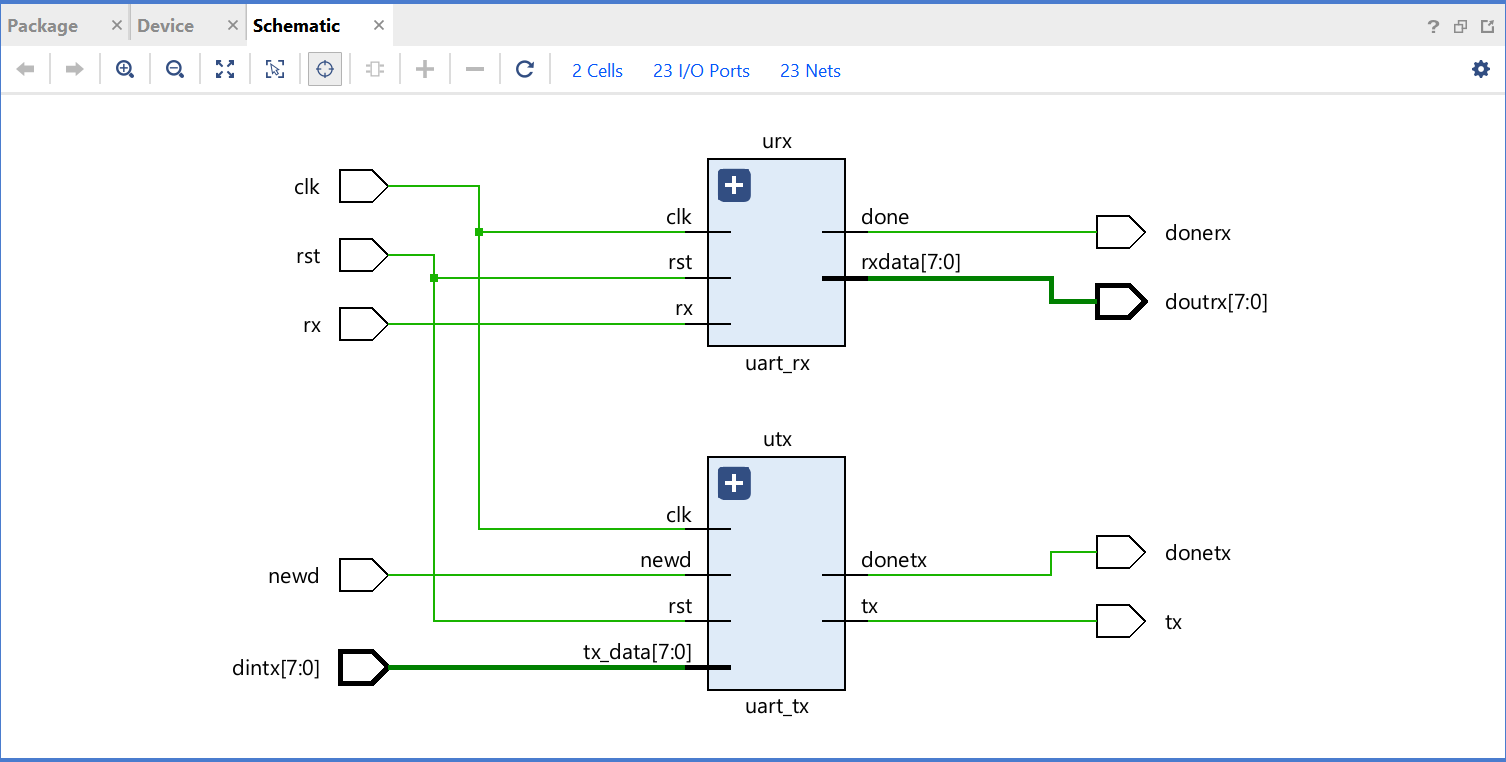 Package × Device × Schematic ×
?
2 Cells 23 I/O Ports 23 Nets
urx
clk
clk done
donerx
rst
rst rxdata[7:0]
doutrx[7:0]
rx
rx
uart_rx
utx
clk
newd donetx
donetx
newd
rst tx
tx
tx_data[7:0]
dintx[7:0]
uart_tx